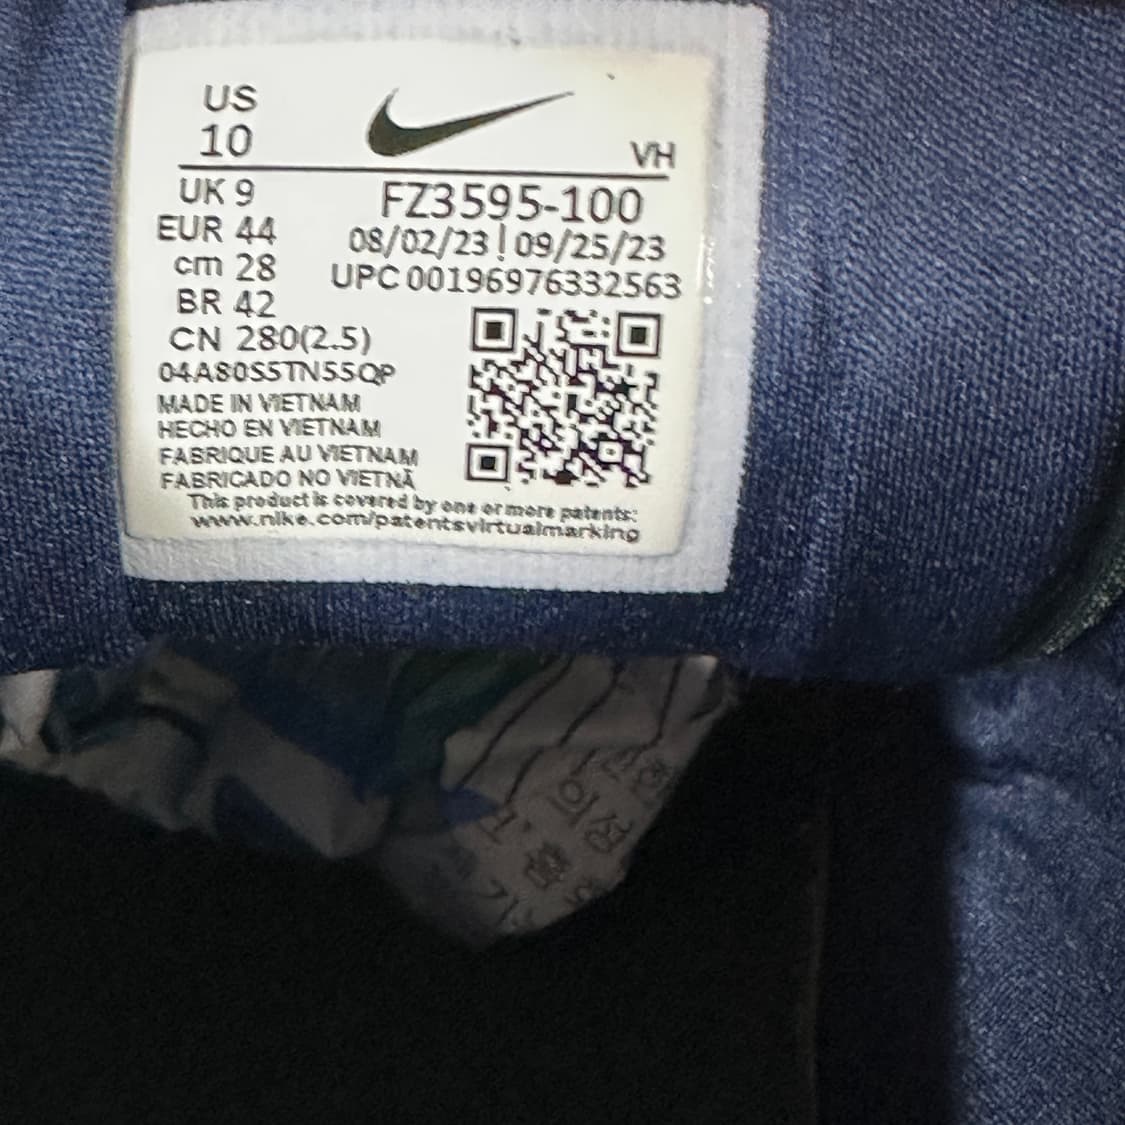 US
10
VH
UK 9
FZ3595-100
EUR 44
08/02/23 | 09/25/23
cm 28
UPC 00196976332563
BR 42
CN 280(2.5)
04A80S5TN55QP
MADE IN VIETNAM
HECHO EN VIETNAM
FABRIQUE AU VIETNAM
FABRICADO NO VIETNÃ
This product is covered by one or more patents:
www.nike.com/patentsvirtualmarking